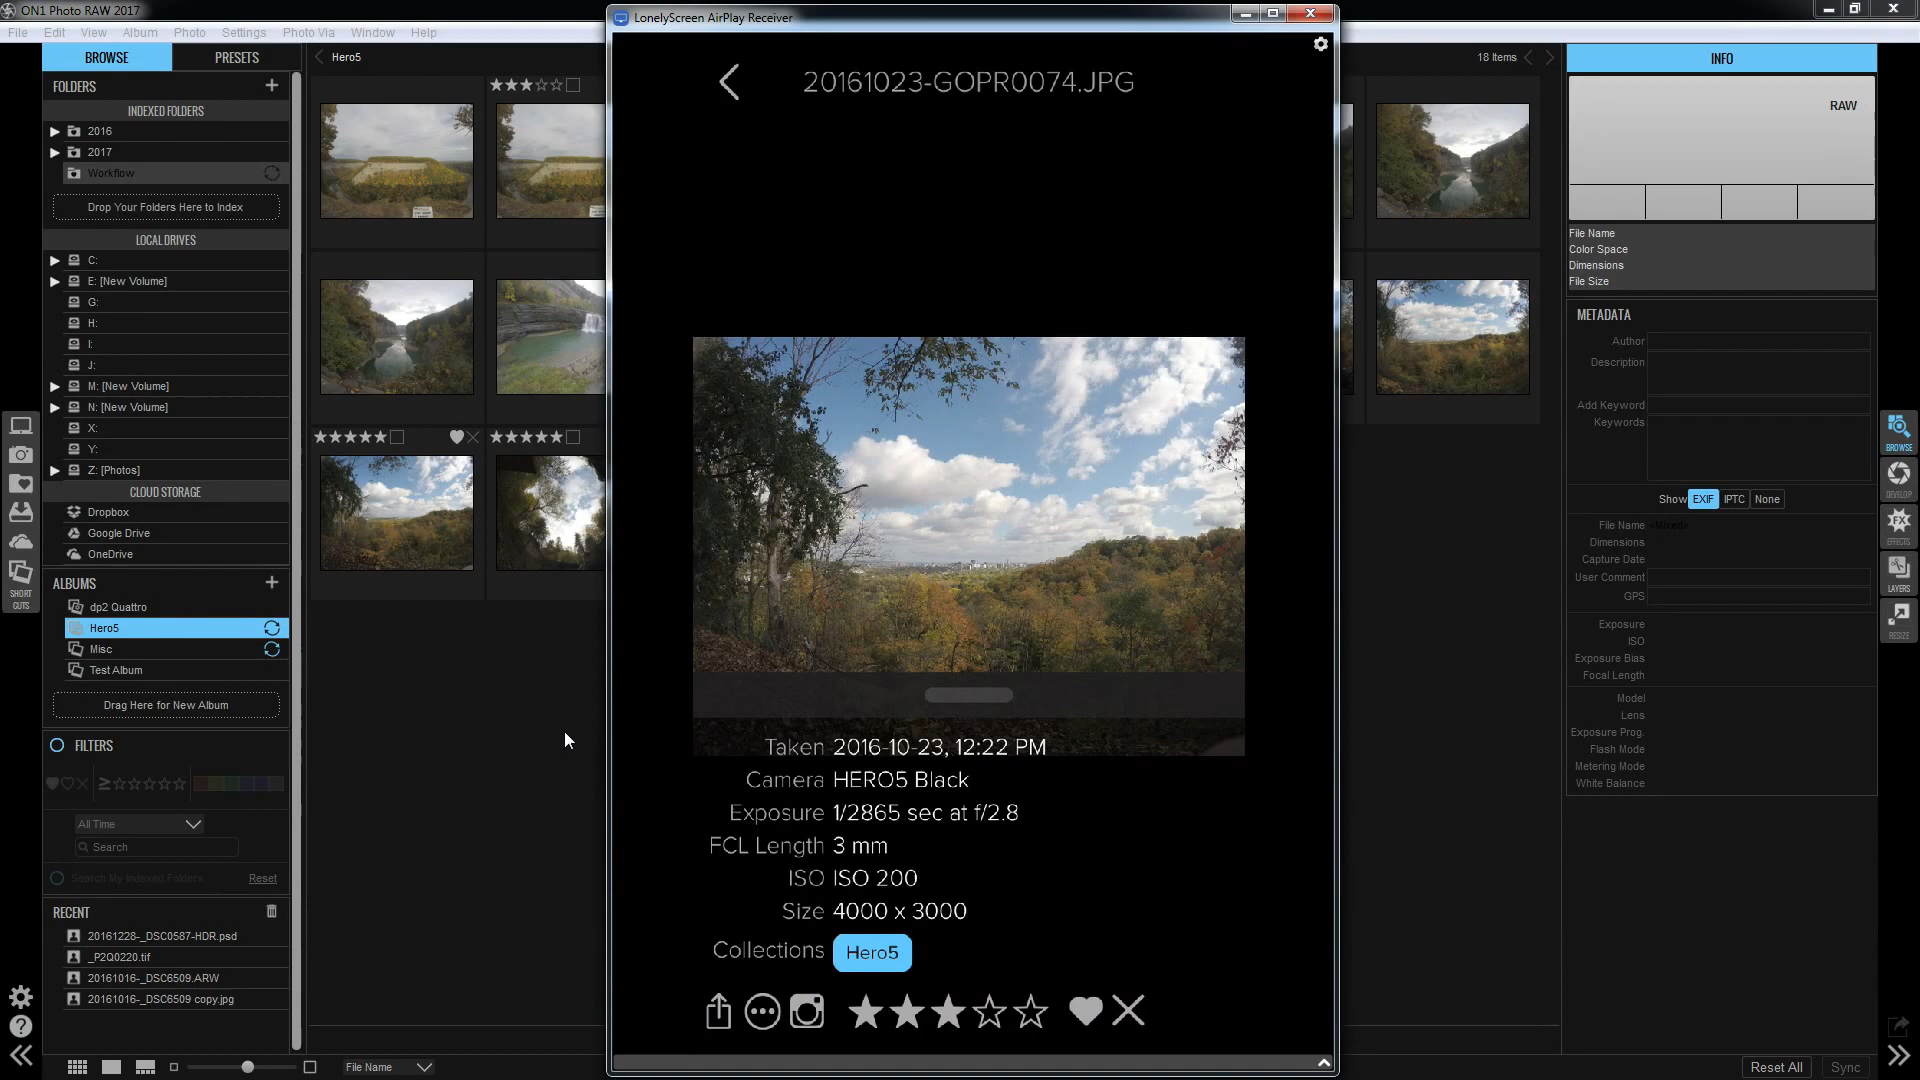 ON1 Photo RAW 2017
File Edit View Album Photo Settings Photo Via Window Help
BROWSE PRESETS
FOLDERS
INDEXED FOLDERS
2016
2017
Workflow
Drop Your Folders Here to Index
LOCAL DRIVES
C:
E: [New Volume]
G:
H:
I:
J:
M: [New Volume]
N: [New Volume]
X:
Y:
Z: [Photos]
CLOUD STORAGE
Dropbox
Google Drive
OneDrive
ALBUMS
dp2 Quattro
Hero5
Misc
Test Album
Drag Here for New Album
FILTERS
All Time
Search
Search My Indexed Folders. Reset
RECENT
20161228-_DSC0587-HDR.psd
_P2Q0220.tif
20161016-_DSC6509.ARW
20161016-_DSC6509 copy.jpg
SHORT
CUTS
Hero5
File Name
LonelyScreen AirPlay Receiver
20161023-GOPR0074.JPG
Taken 2016-10-23, 12:22 PM
Camera HERO5 Black
Exposure 1/2865 sec at f/2.8
FCL Length 3 mm
ISO ISO 200
Size 4000 x 3000
Collections Hero5
18 Items
INFO
RAW
File Name
Color Space
Dimensions
File Size
METADATA
Author
Description
Add Keyword
Keywords
Show EXIF IPTC None
File Name <Mixed>
Dimensions
Capture Date
User Comment
GPS
Exposure
ISO
Exposure Bias
Focal Length
Model
Lens
Exposure Prog.
Flash Mode
Metering Mode
White Balance
BROWSE
DEVELOP
FX
EFFECTS
LAYERS
RESIZE
Reset All Sync